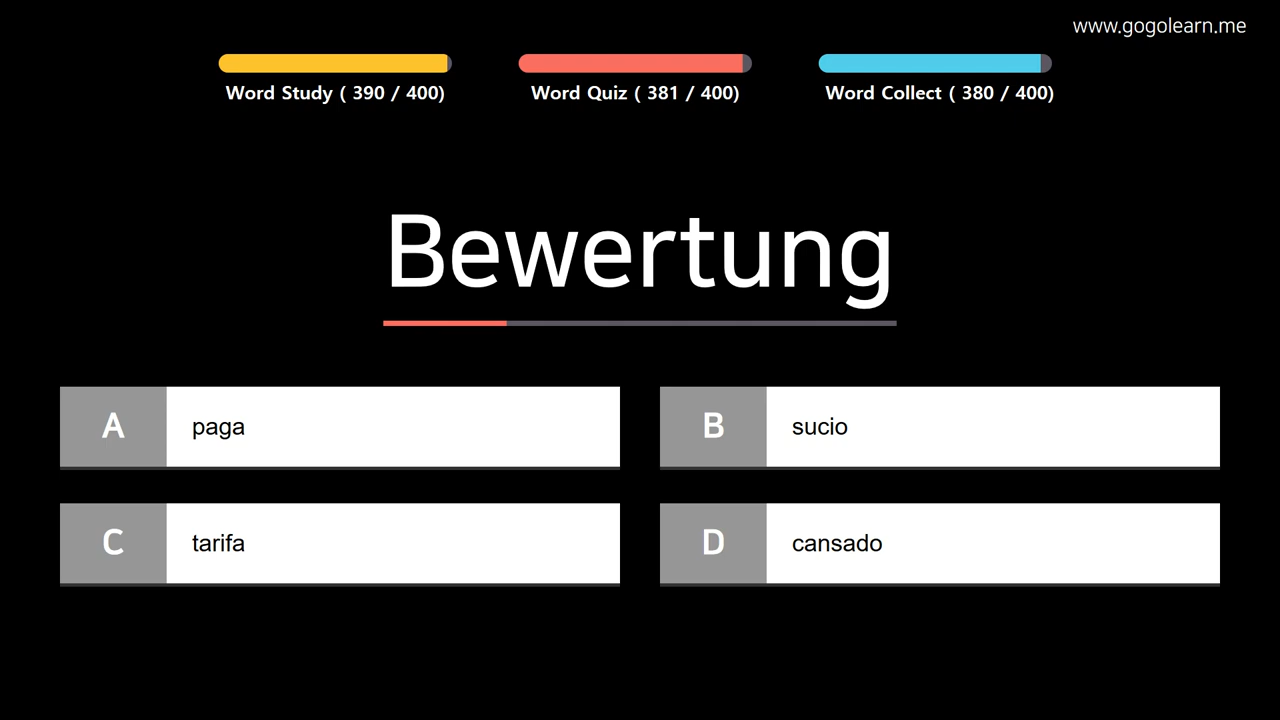 www.gogolearn.me
Word Study ( 390 / 400)
Word Quiz ( 381 / 400)
Word Collect ( 380 / 400)
Bewertung
A
paga
B
sucio
C
tarifa
D
cansado